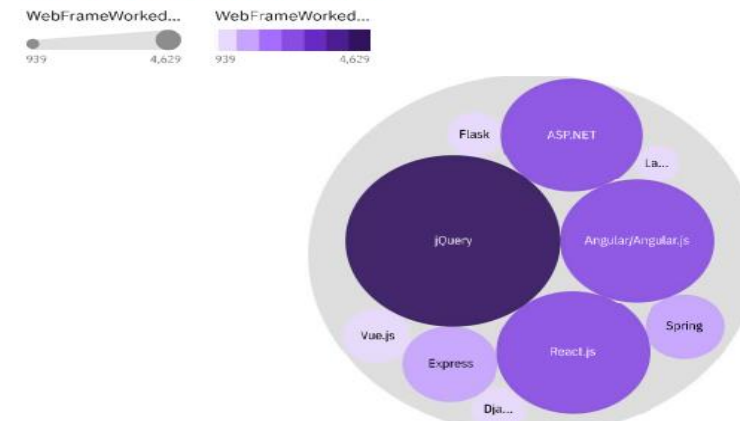 WebFrameWorked... WebFrameWorked...
939 4,629 939 4,629
Flask
ASP.NET
La...
jQuery
Angular/Angular.js
Vue.js
Express
React.js
Spring
Dja...